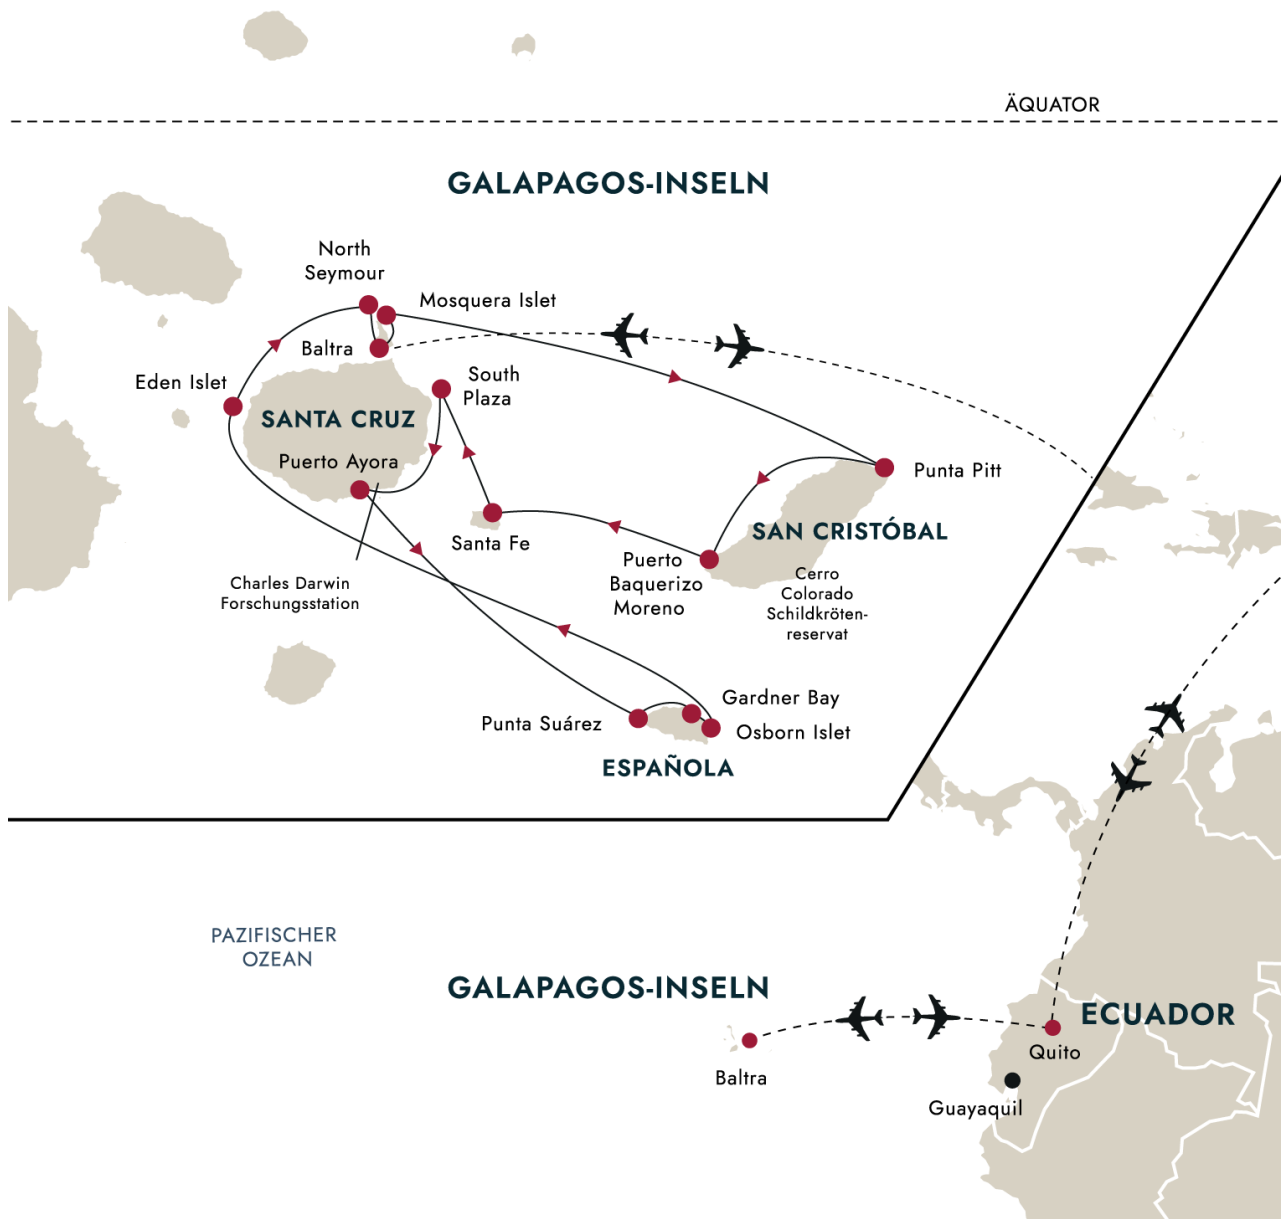 ÄQUATOR
GALAPAGOS-INSELN
North
Seymour
Mosquera Islet
Baltra
South
Plaza
Eden Islet
SANTA CRUZ
Puerto Ayora
Punta Pitt
SAN CRISTÓBAL
Santa Fe
Puerto
Baquerizo
Moreno
Cerro
Colorado
Schildkröten-
reservat
Charles Darwin
Forschungsstation
Gardner Bay
Punta Suárez
Osborn Islet
ESPAÑOLA
PAZIFISCHER
OZEAN
GALAPAGOS-INSELN
ECUADOR
Quito
Baltra
Guayaquil